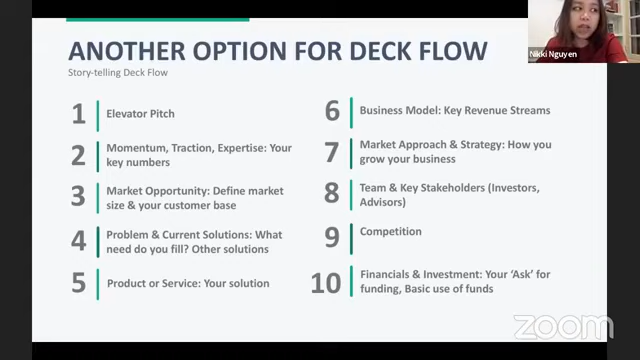 ANOTHER OPTION FOR DECK FLOW
Story-telling Deck Flow
1 Elevator Pitch
2 Momentum, Traction, Expertise: Your
key numbers
3 Market Opportunity: Define market
size & your customer base
4 Problem & Current Solutions: What
need do you fill? Other solutions
5 Product or Service: Your solution
6 Business Model: Key Revenue Streams
7 Market Approach & Strategy: How you
grow your business
8 Team & Key Stakeholders (Investors,
Advisors)
9 Competition
10 Financials & Investment: Your ‘Ask’ for
funding, Basic use of funds
Nikki Nguyen
zoom